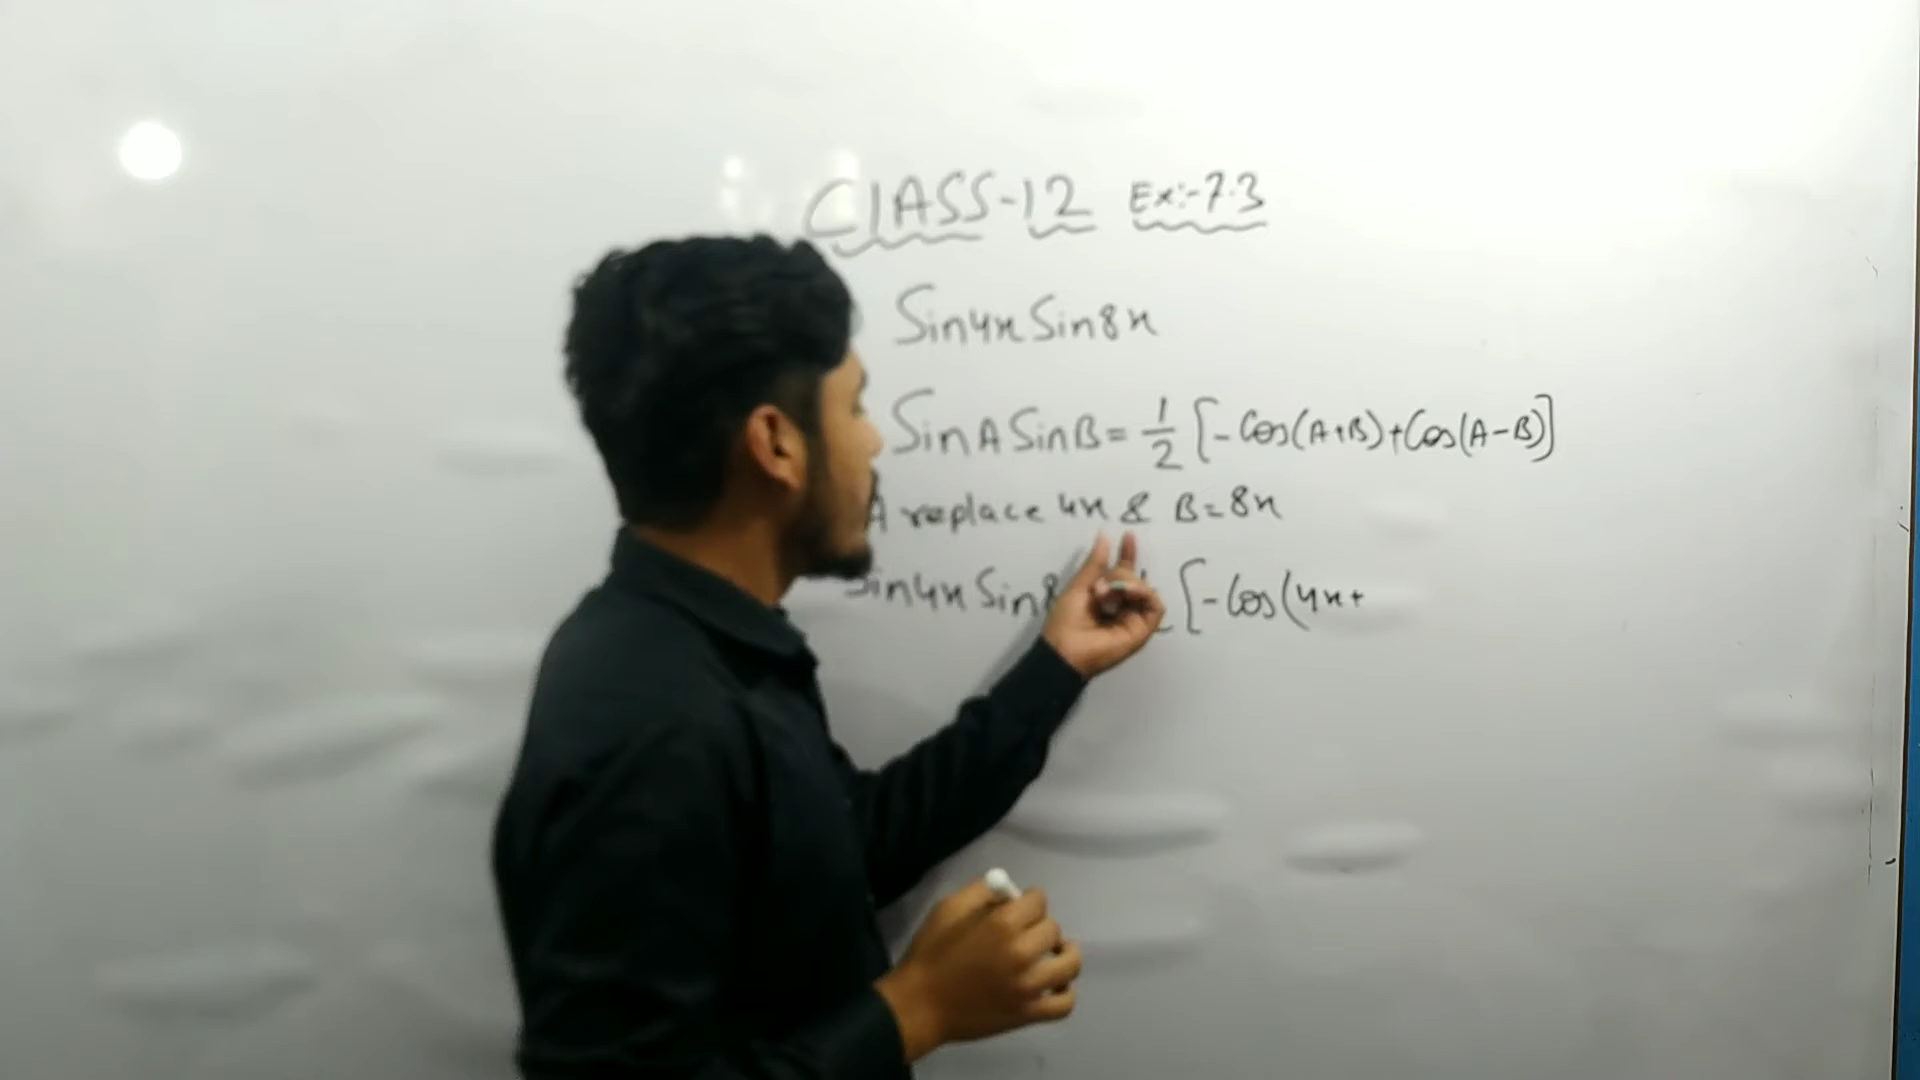 CLASS-12 Ex:-7.3
Sin4x Sin8x
SinA SinB = 1/2 [-Cos(A+B)+Cos(A-B)]
A replace 4x & B=8x
Sin4x Sin8 [-Cos(4x+